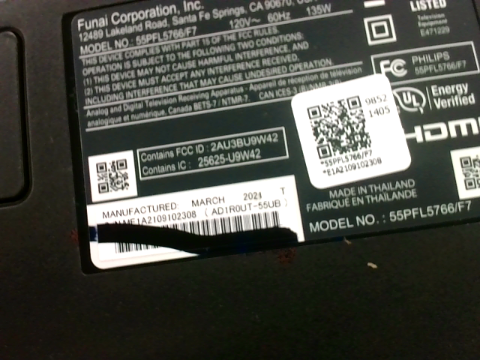 Funai Corporation, Inc.
12489 Lakeland Road, Santa Fe Springs, CA 90670,
MODEL NO : 55PFL5766/F7 120V~ 60Hz 135W
THIS DEVICE COMPLIES WITH PART 15 OF THE FCC RULES.
OPERATION IS SUBJECT TO THE FOLLOWING TWO CONDITIONS:
(1) THIS DEVICE MAY NOT CAUSE HARMFUL INTERFERENCE, AND
(2) THIS DEVICE MUST ACCEPT ANY INTERFERENCE RECEIVED,
INCLUDING INTERFERENCE THAT MAY CAUSE UNDESIRED OPERATION.
Analog and Digital Television Receiving Apparatus - Appareil de réception de télévision
analogique et numérique, Canada BETS-7 / NTMR-7. CAN ICES-3
LISTED
Television
Equipment
E471229
FC
PHILIPS
55PFL5766/F7
UL
Energy
Verified
HDMI
9852
1405
*55PFL5766/F7
*E1A2109102308
Contains FCC ID : 2AU3BU9W42
Contains IC : 25625-U9W42
MANUFACTURED MARCH 2021 T
E1A2109102308 ( AD1R0UT-55UB )
MADE IN THAILAND
FABRIQUÉ EN THAÏLANDE
MODEL NO. : 55PFL5766/F7